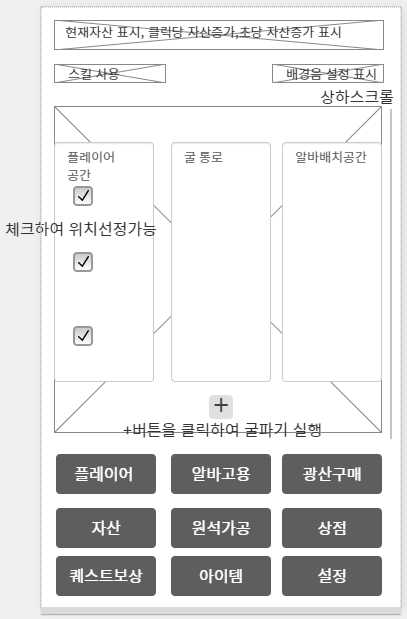 현재자산 표시, 클릭당 자산증가,초당 자산증가 표시
스킬 사용
배경음 설정 표시
상하스크롤
플레이어
공간
굴 통로
알바배치공간
체크하여 위치선정가능
+
+버튼을 클릭하여 굴파기 실행
플레이어
알바고용
광산구매
자산
원석가공
상점
퀘스트보상
아이템
설정